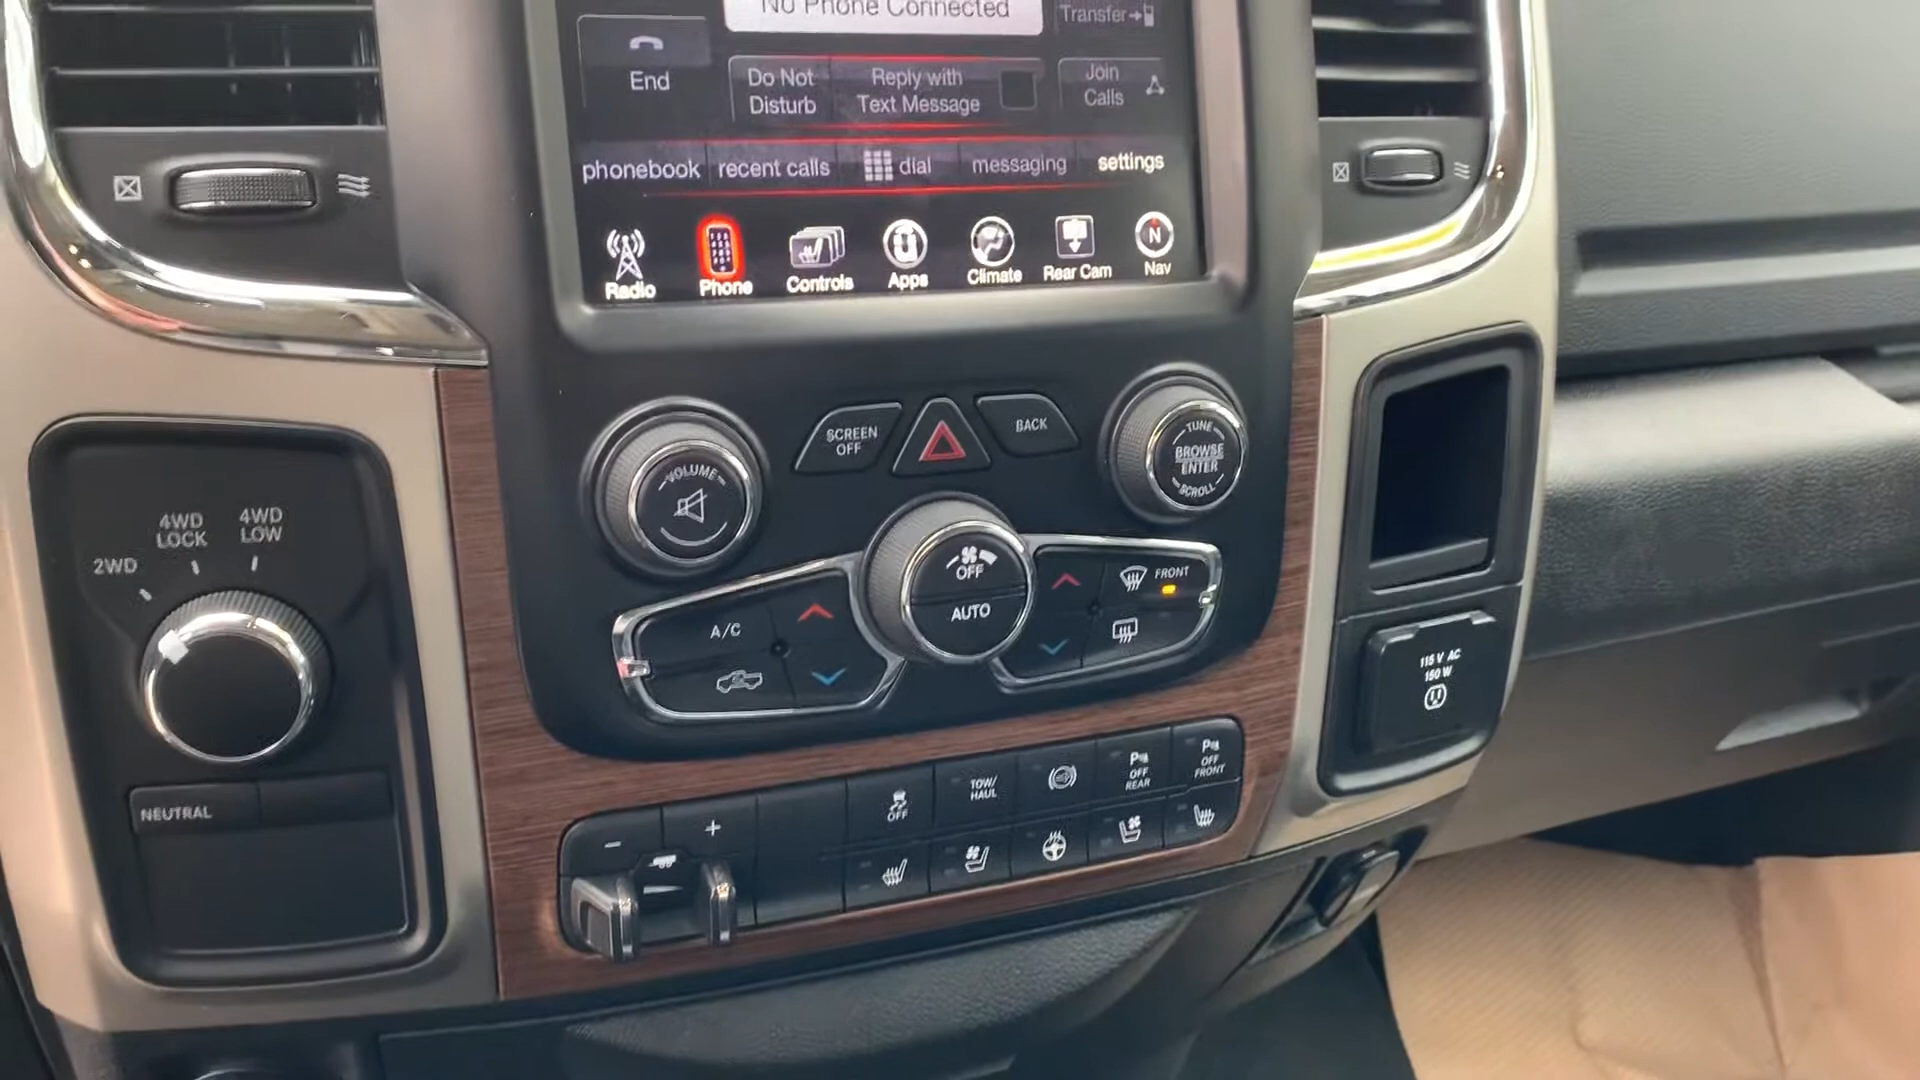 No Phone Connected
Transfer
End
Do Not
Disturb
Reply with
Text Message
Join
Calls
phonebook
recent calls
dial
messaging
settings
Radio
Phone
Controls
Apps
Climate
Rear Cam
N
Nav
SCREEN
OFF
BACK
VOLUME
TUNE
BROWSE
ENTER
SCROLL
4WD
LOCK
4WD
LOW
2WD
OFF
AUTO
A/C
FRONT
115 V AC
150 W
NEUTRAL
- +
OFF
TOW/
HAUL
P
OFF
REAR
P
OFF
FRONT